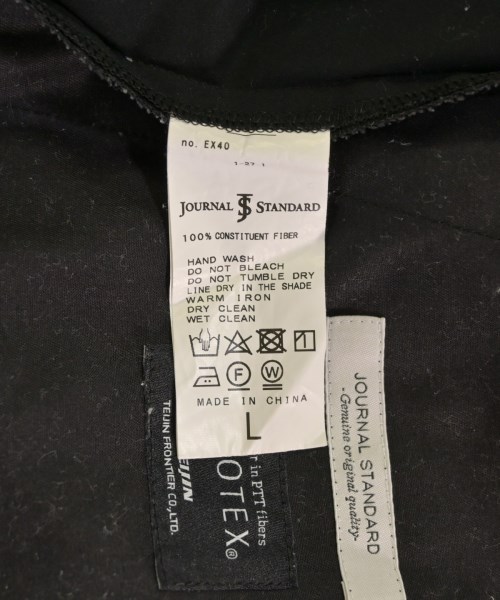 no. EX40
JOURNAL JS STANDARD
100% CONSTITUENT FIBER
HAND WASH
DO NOT BLEACH
DO NOT TUMBLE DRY
LINE DRY IN THE SHADE
WARM IRON
DRY CLEAN
WET CLEAN
F W
MADE IN CHINA
L
JOURNAL STANDARD
.Genuine original quality.
TEIJIN FRONTIER CO.,LTD.
in PTT fibers
OTEX®